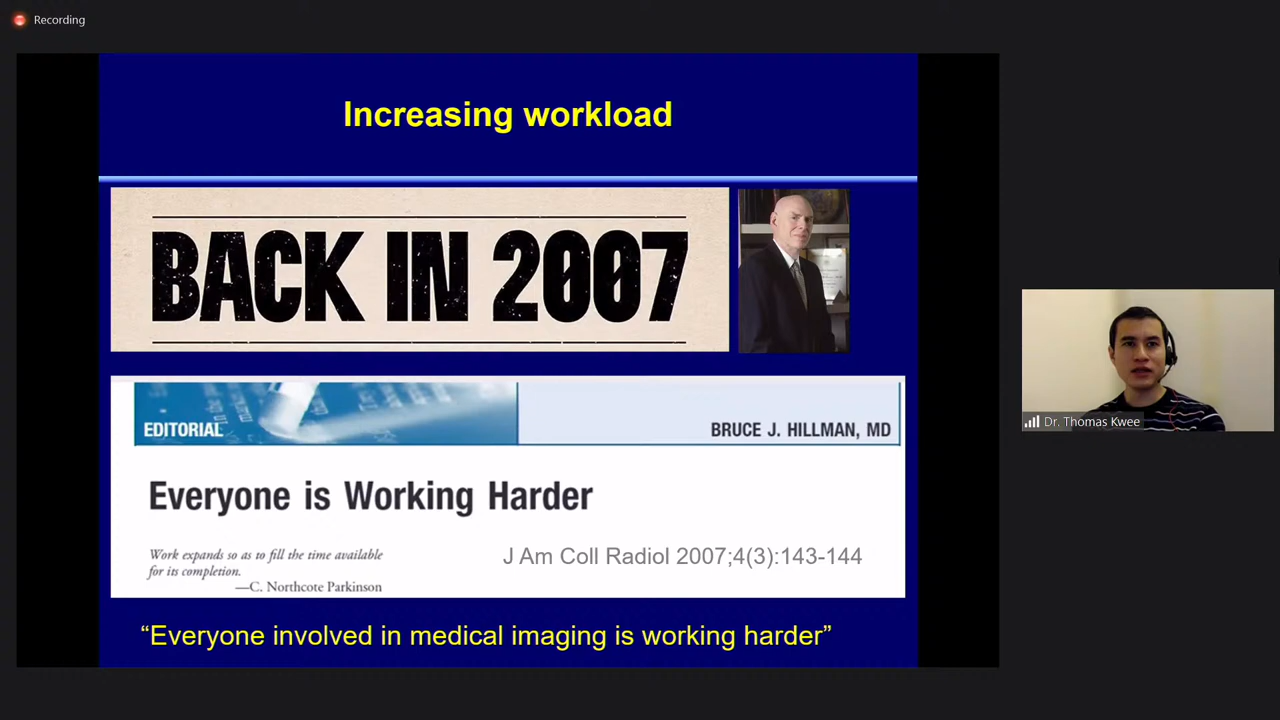 Recording
Increasing workload
BACK IN 2007
EDITORIAL
BRUCE J. HILLMAN, MD
Everyone is Working Harder
Work expands so as to fill the time available
for its completion.
—C. Northcote Parkinson
J Am Coll Radiol 2007;4(3):143-144
“Everyone involved in medical imaging is working harder”
Dr. Thomas Kwee